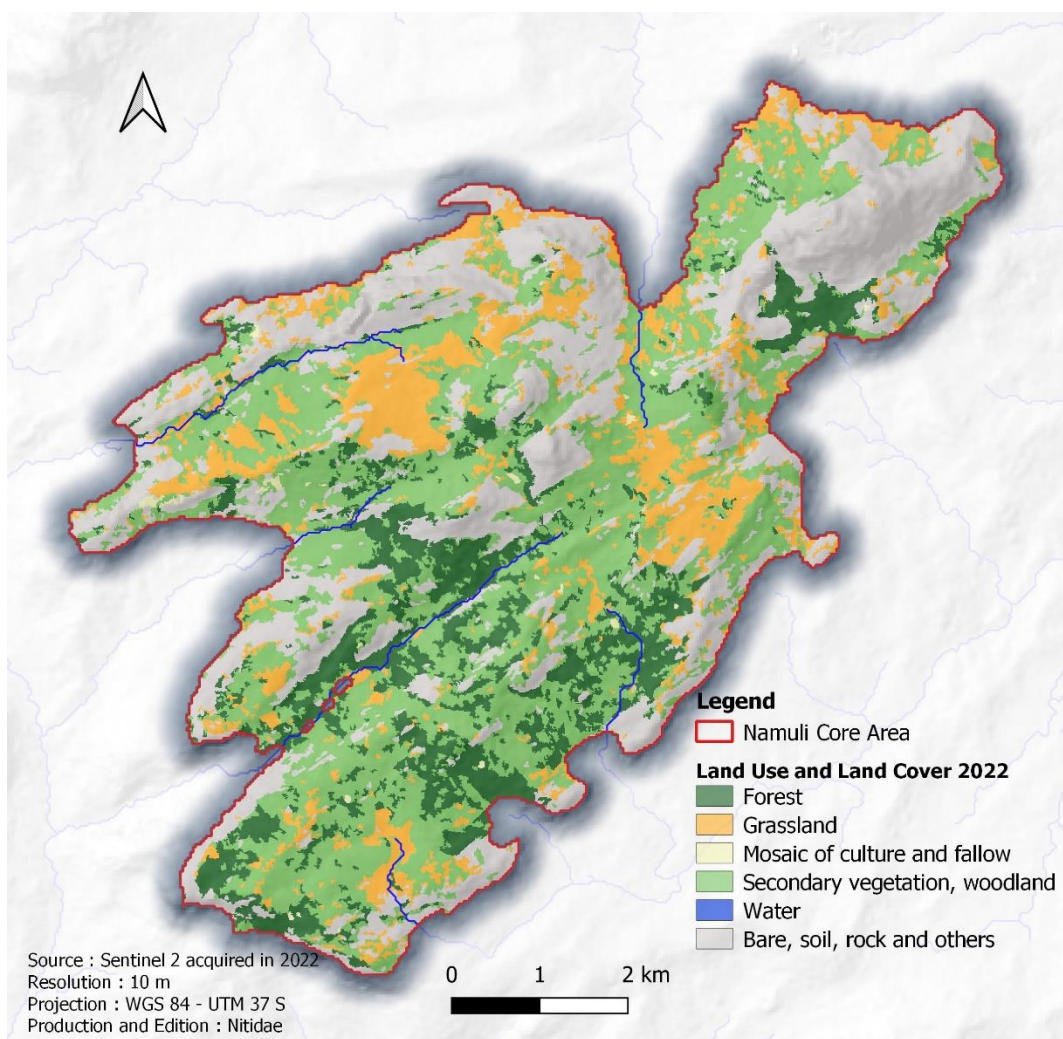 Legend
Namuli Core Area
Land Use and Land Cover 2022
Forest
Grassland
Mosaic of culture and fallow
Secondary vegetation, woodland
Water
Bare, soil, rock and others
Source : Sentinel 2 acquired in 2022
Resolution : 10 m
Projection : WGS 84 - UTM 37 S
Production and Edition : Nitidae
0 1 2 km